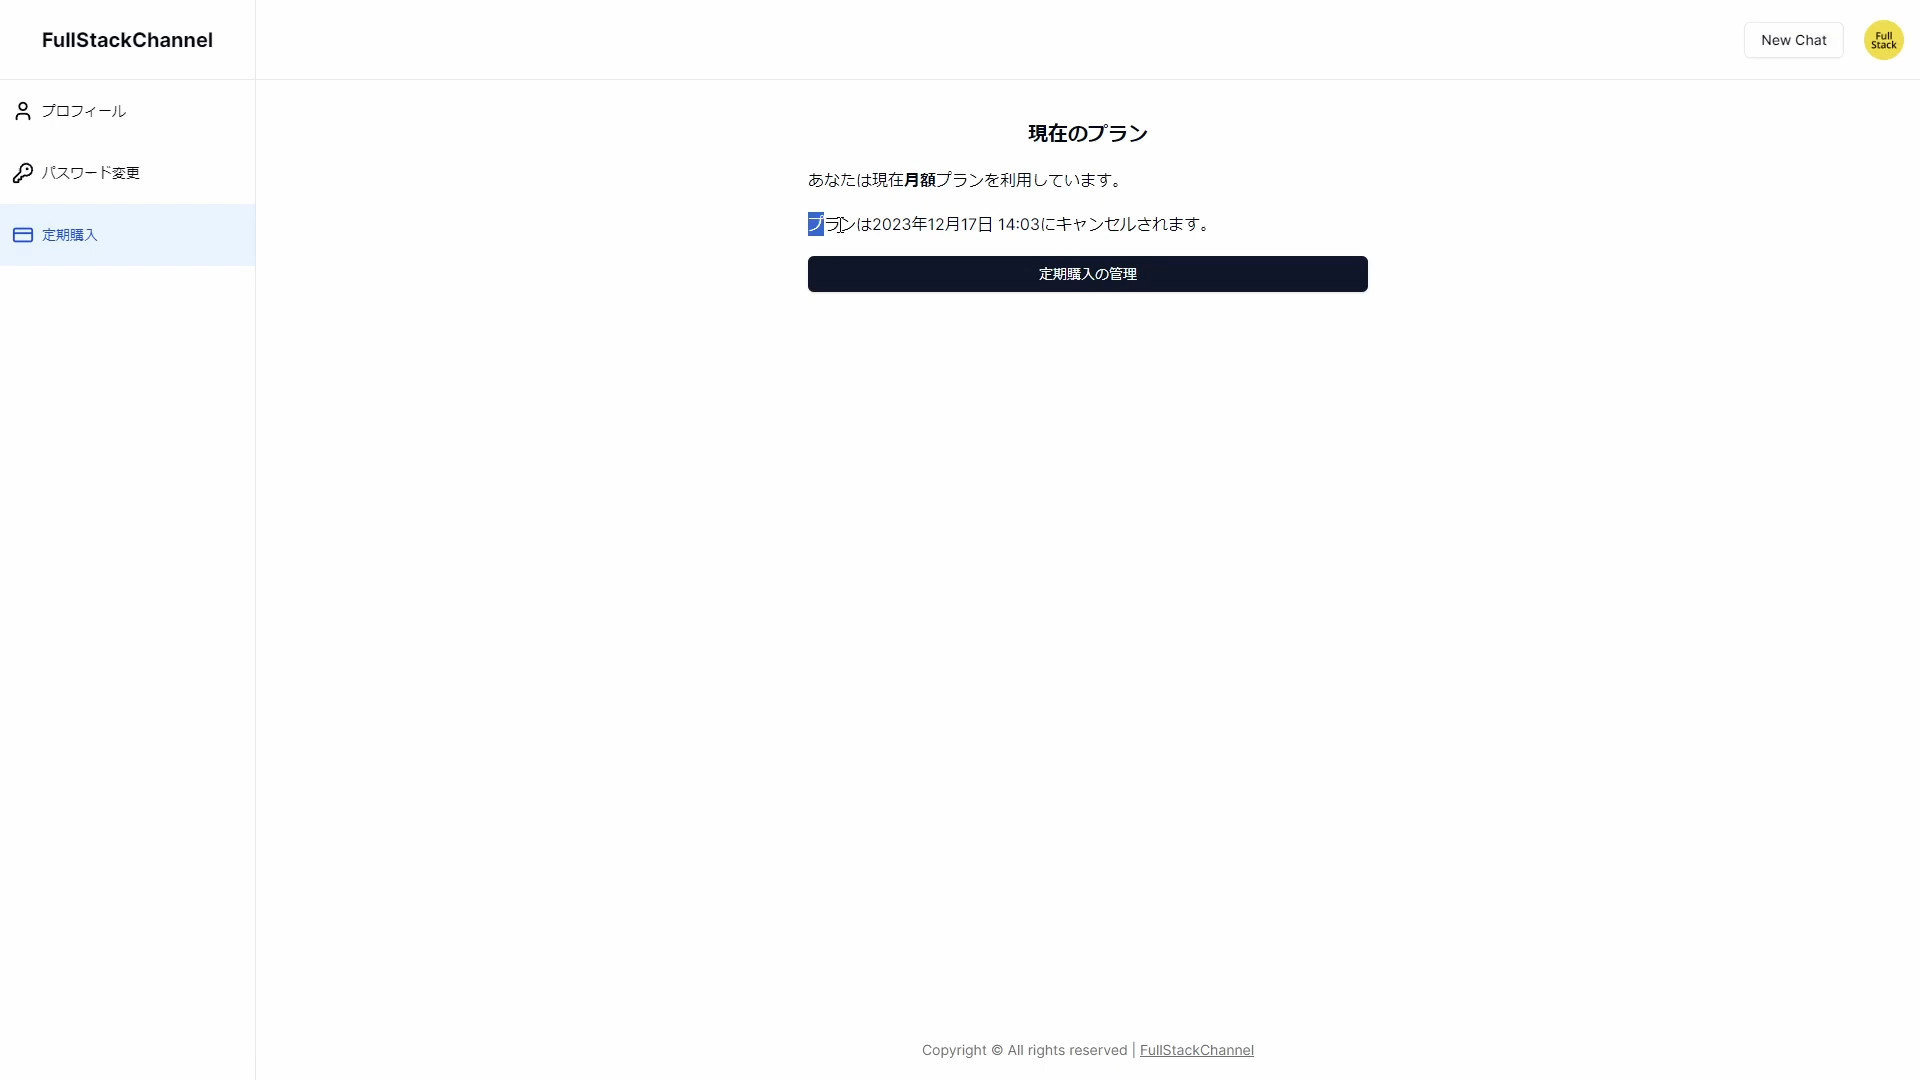 FullStackChannel
New Chat
Full
Stack
プロフィール
パスワード変更
定期購入
現在のプラン
あなたは現在月額プランを利用しています。
プランは2023年12月17日 14:03にキャンセルされます。
定期購入の管理
Copyright © All rights reserved | FullStackChannel